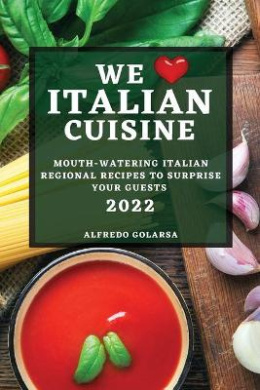 WE ❤
ITALIAN
CUISINE
MOUTH-WATERING ITALIAN
REGIONAL RECIPES TO SURPRISE
YOUR GUESTS
2022
ALFREDO GOLARSA